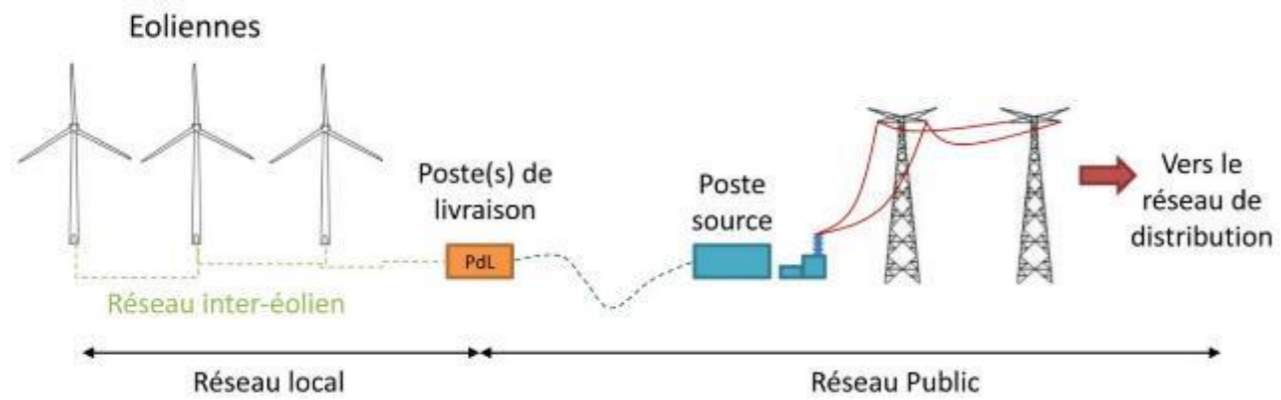 Eoliennes
Poste(s) de
livraison
Poste
source
Vers le
réseau de
distribution
PdL
Réseau inter-éolien
Réseau local
Réseau Public